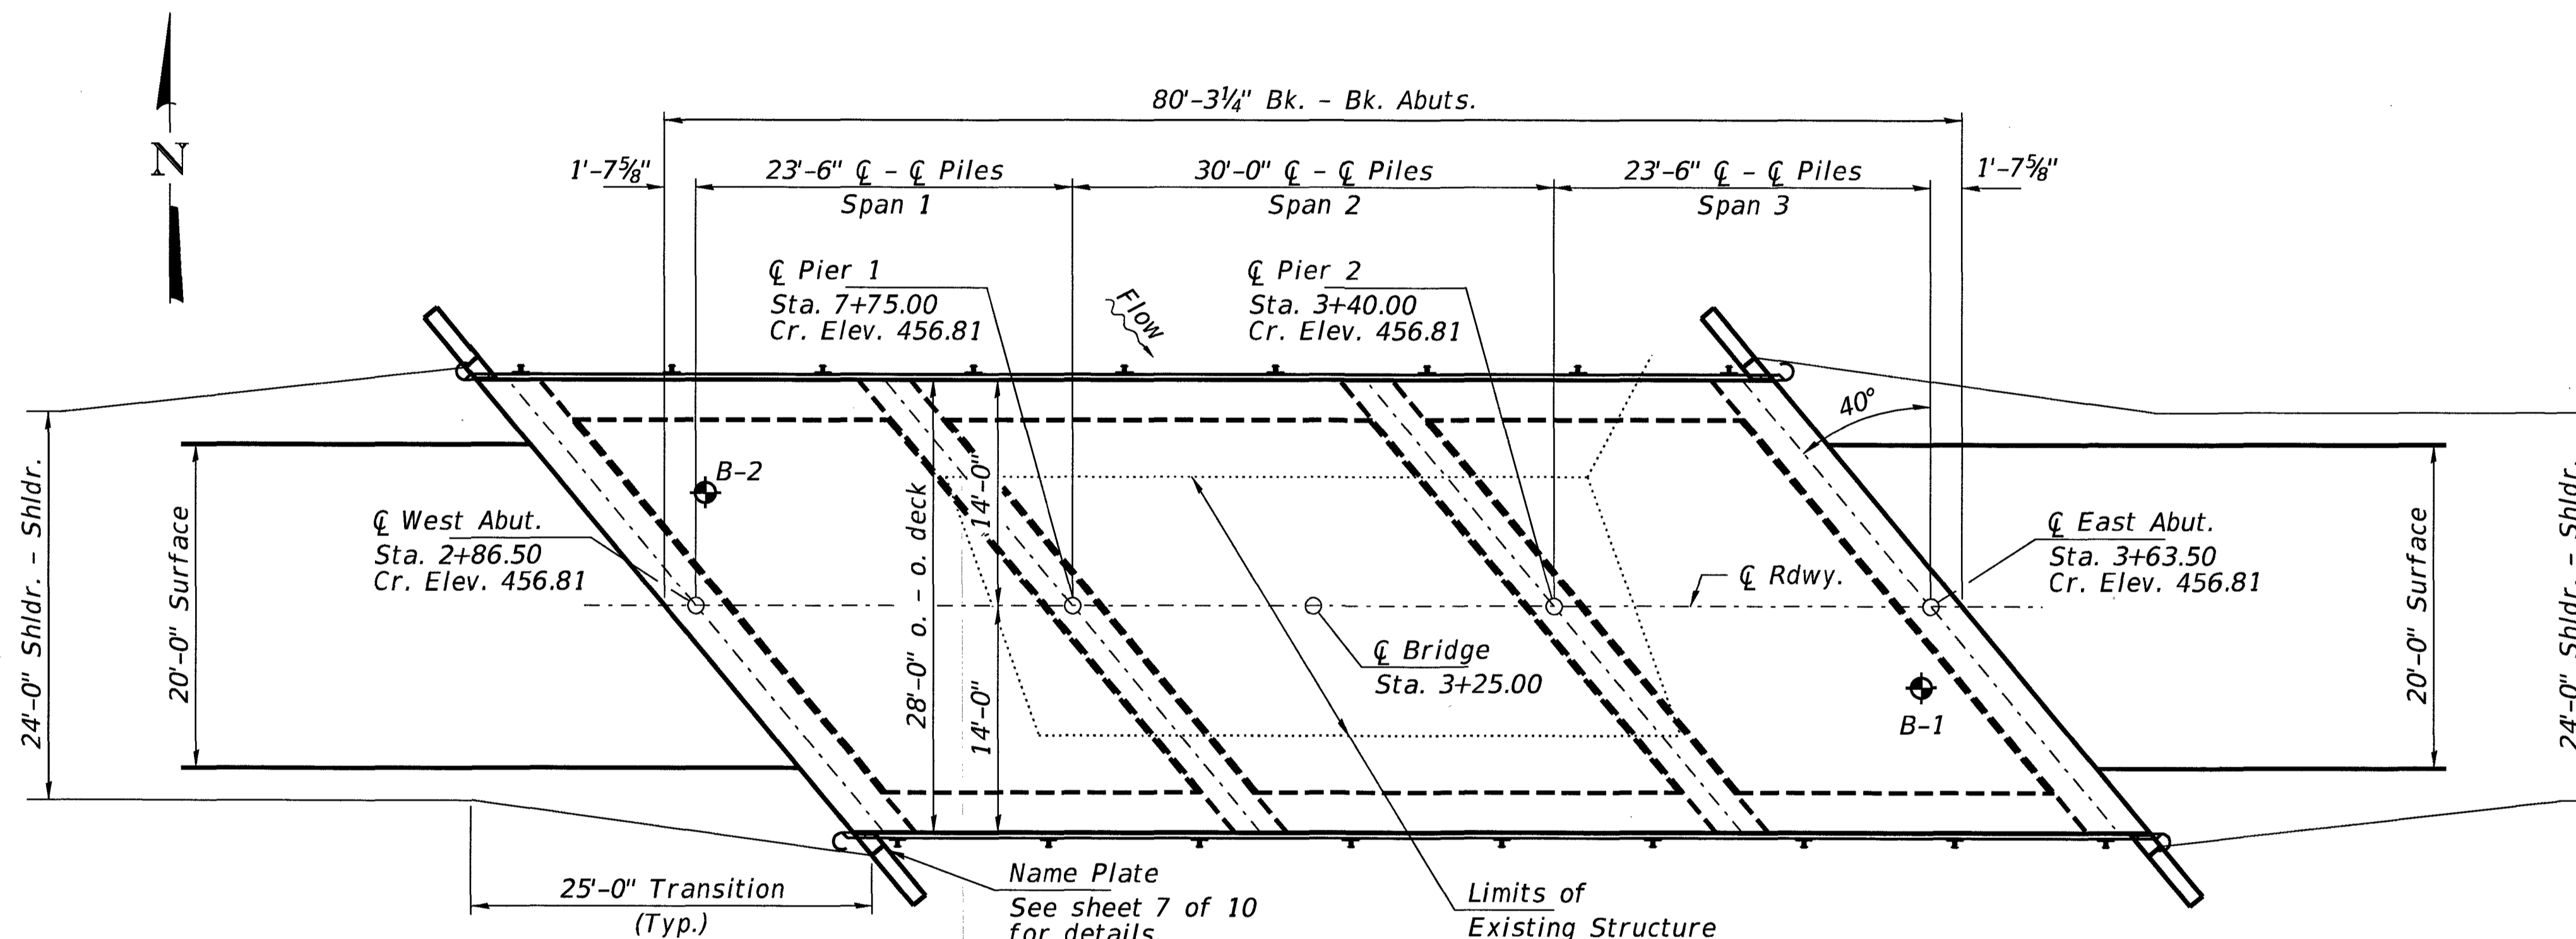 N
80'-3¼" Bk. - Bk. Abuts.
1'-7⅝"
23'-6" ℄ - ℄ Piles
Span 1
30'-0" ℄ - ℄ Piles
Span 2
23'-6" ℄ - ℄ Piles
Span 3
1'-7⅝"
℄ Pier 1
Sta. 7+75.00
Cr. Elev. 456.81
Flow
℄ Pier 2
Sta. 3+40.00
Cr. Elev. 456.81
40°
B-2
℄ West Abut.
Sta. 2+86.50
Cr. Elev. 456.81
24'-0" Shldr. - Shldr.
20'-0" Surface
28'-0" o. - o. deck
14'-0"
14'-0"
℄ Rdwy.
℄ Bridge
Sta. 3+25.00
℄ East Abut.
Sta. 3+63.50
Cr. Elev. 456.81
B-1
20'-0" Surface
24'-0" Shldr. - Shldr.
25'-0" Transition
(Typ.)
Name Plate
See sheet 7 of 10
for details
Limits of
Existing Structure